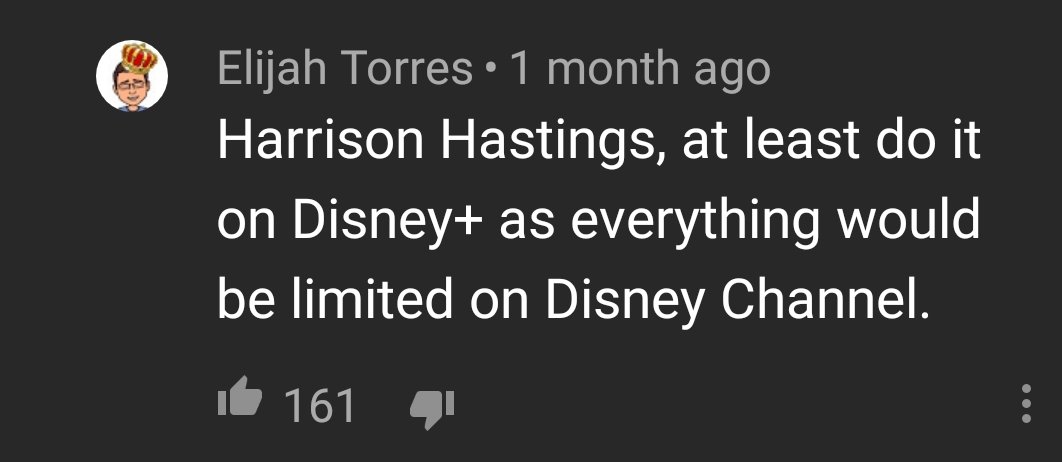 Elijah Torres • 1 month ago
Harrison Hastings, at least do it
on Disney+ as everything would
be limited on Disney Channel.
161